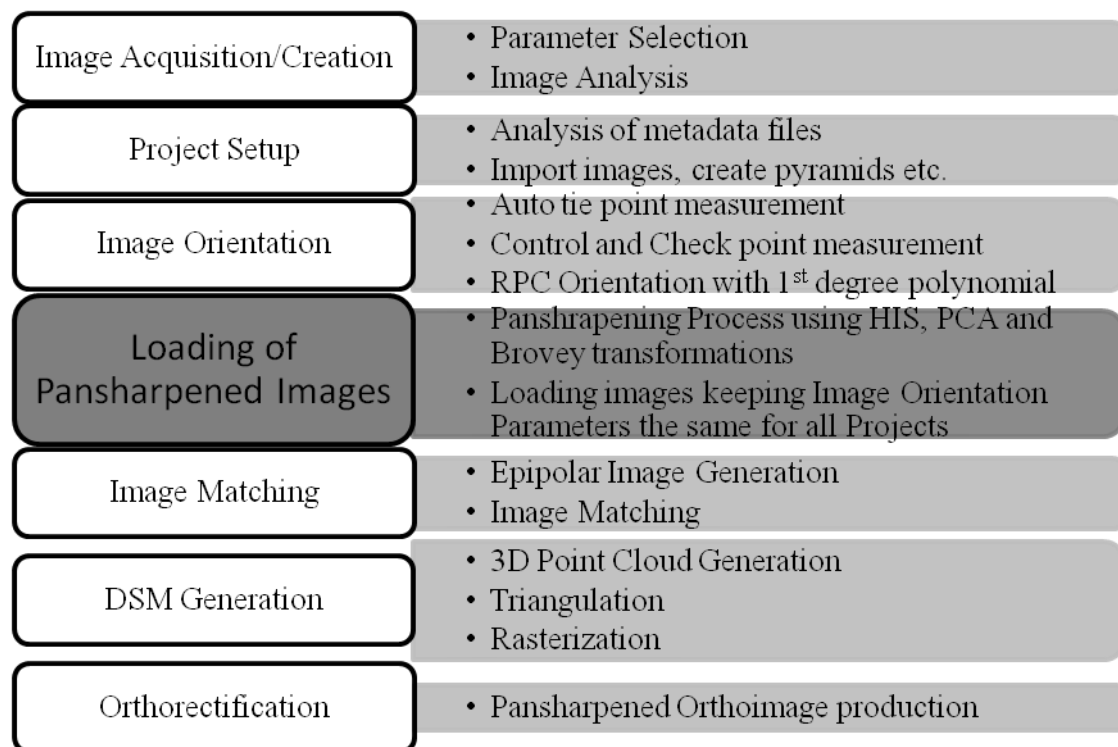 Image Acquisition/Creation
• Parameter Selection
• Image Analysis
Project Setup
• Analysis of metadata files
• Import images, create pyramids etc.
Image Orientation
• Auto tie point measurement
• Control and Check point measurement
• RPC Orientation with 1st degree polynomial
Loading of
Pansharpened Images
• Panshrapening Process using HIS, PCA and
Brovey transformations
• Loading images keeping Image Orientation
Parameters the same for all Projects
Image Matching
• Epipolar Image Generation
• Image Matching
DSM Generation
• 3D Point Cloud Generation
• Triangulation
• Rasterization
Orthorectification
• Pansharpened Orthoimage production